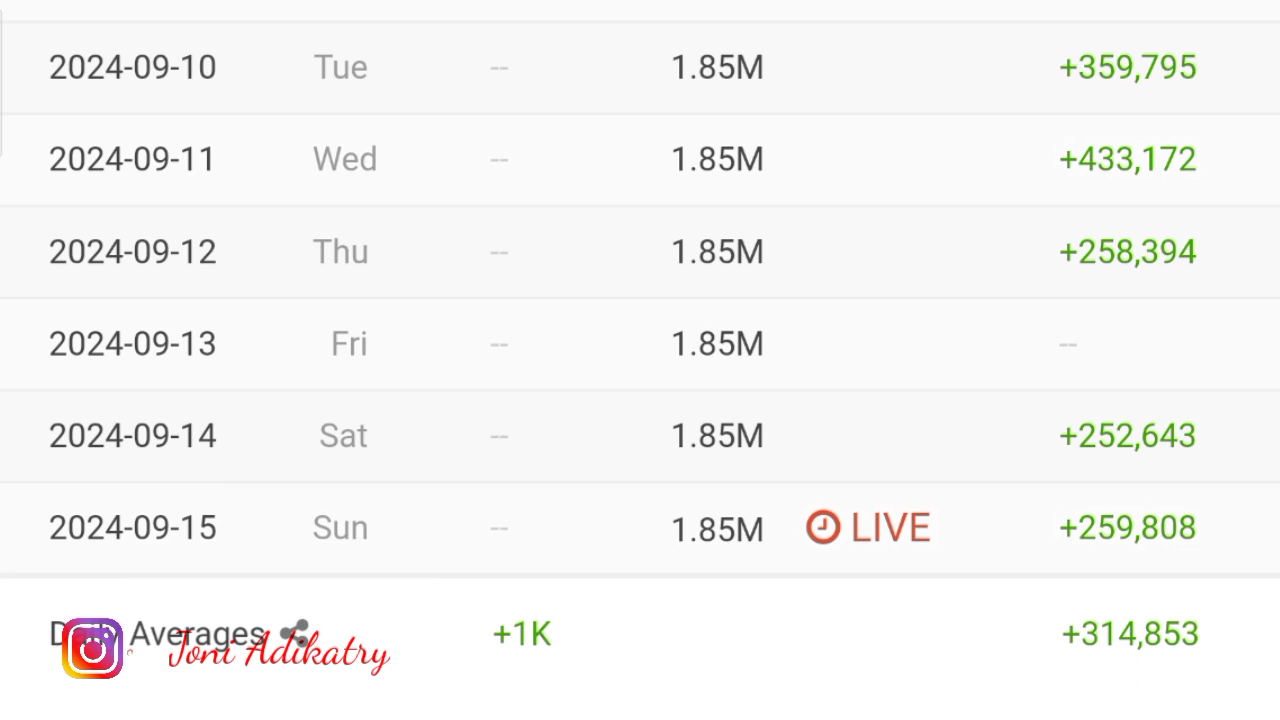 2024-09-10 Tue -- 1.85M +359,795
2024-09-11 Wed -- 1.85M +433,172
2024-09-12 Thu -- 1.85M +258,394
2024-09-13 Fri -- 1.85M --
2024-09-14 Sat -- 1.85M +252,643
2024-09-15 Sun -- 1.85M LIVE +259,808
Daily Averages +1K +314,853
Joni Adikatry